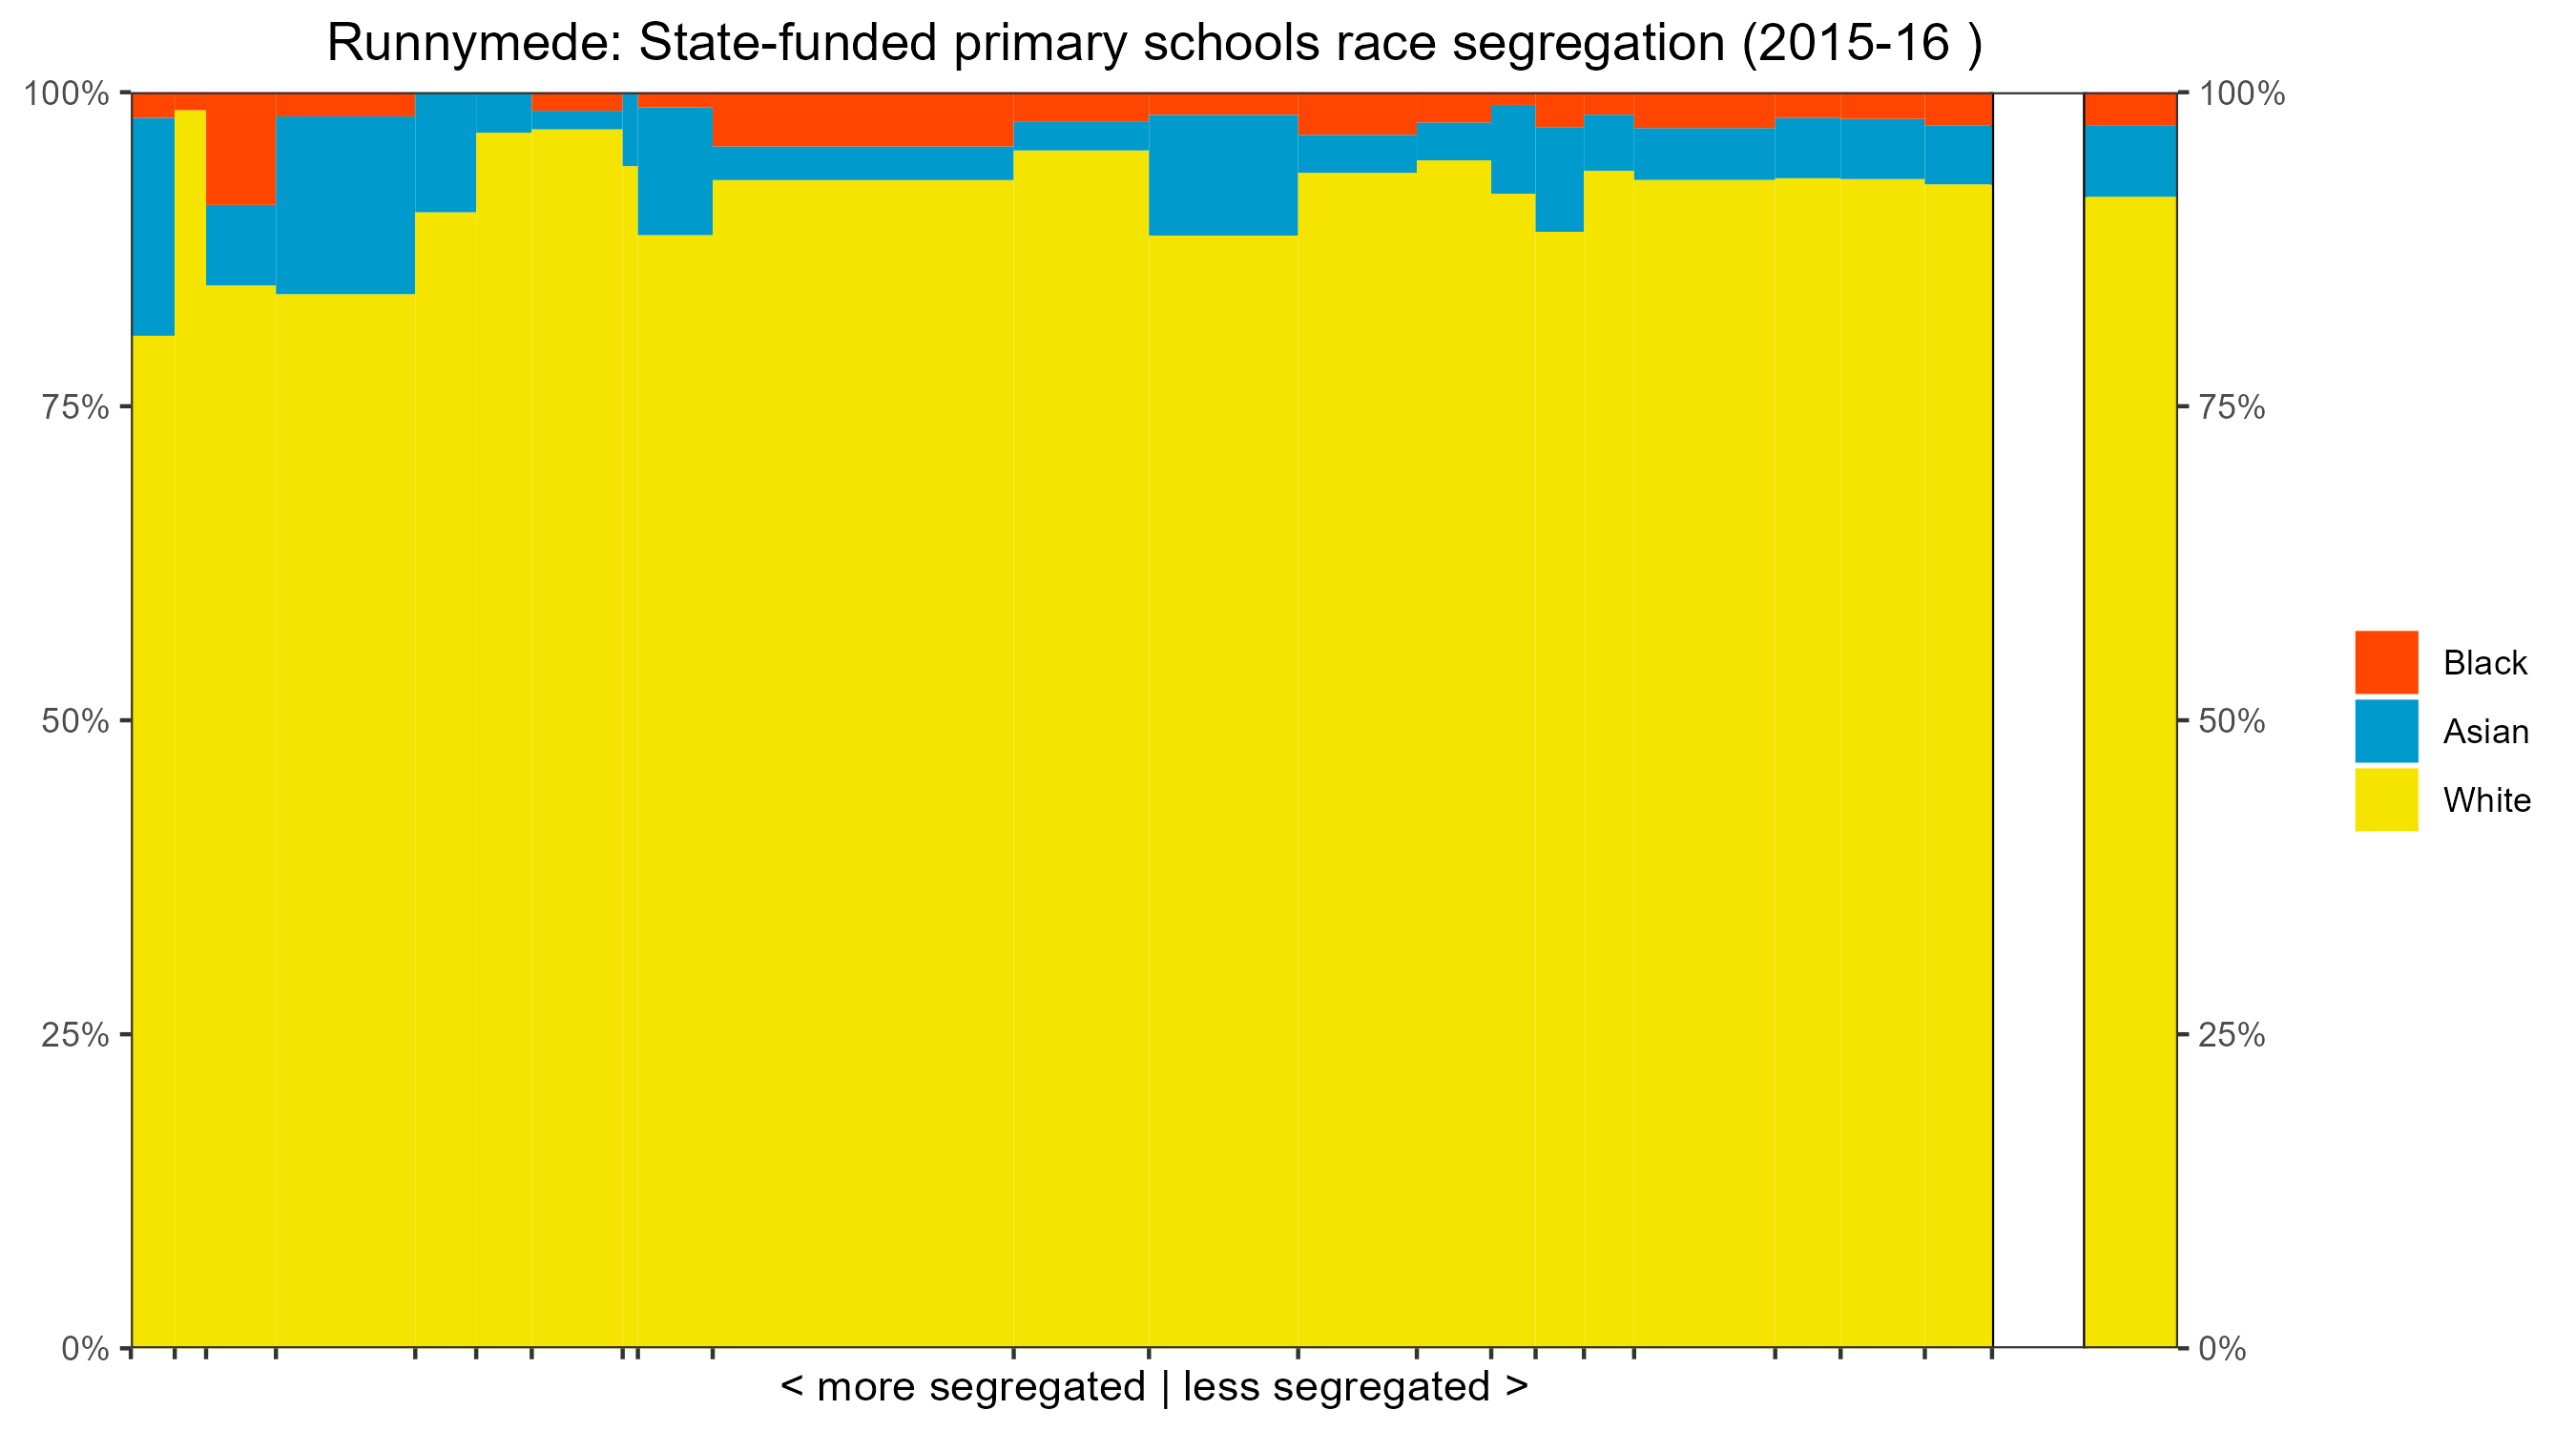 Runnymede: State-funded primary schools race segregation (2015-16 )
100%
75%
50%
25%
0%
100%
75%
50%
25%
0%
Black
Asian
White
< more segregated | less segregated >